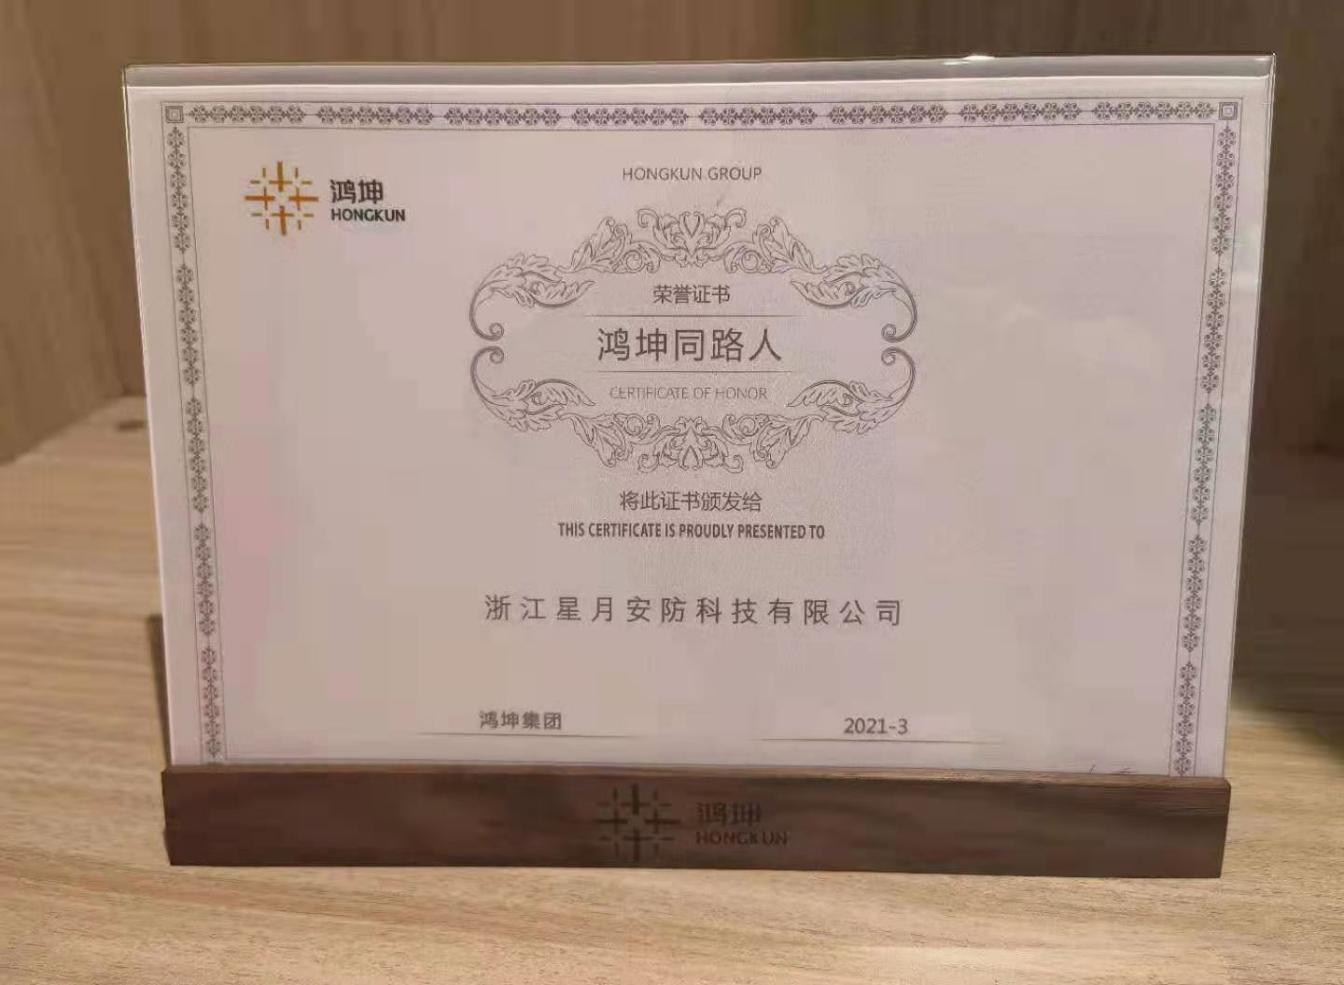 鸿坤
HONGKUN
HONGKUN GROUP
荣誉证书
鸿坤同路人
CERTIFICATE OF HONOR
将此证书颁发给
THIS CERTIFICATE IS PROUDLY PRESENTED TO
浙江星月安防科技有限公司
鸿坤集团
2021-3
鸿坤
HONGKUN